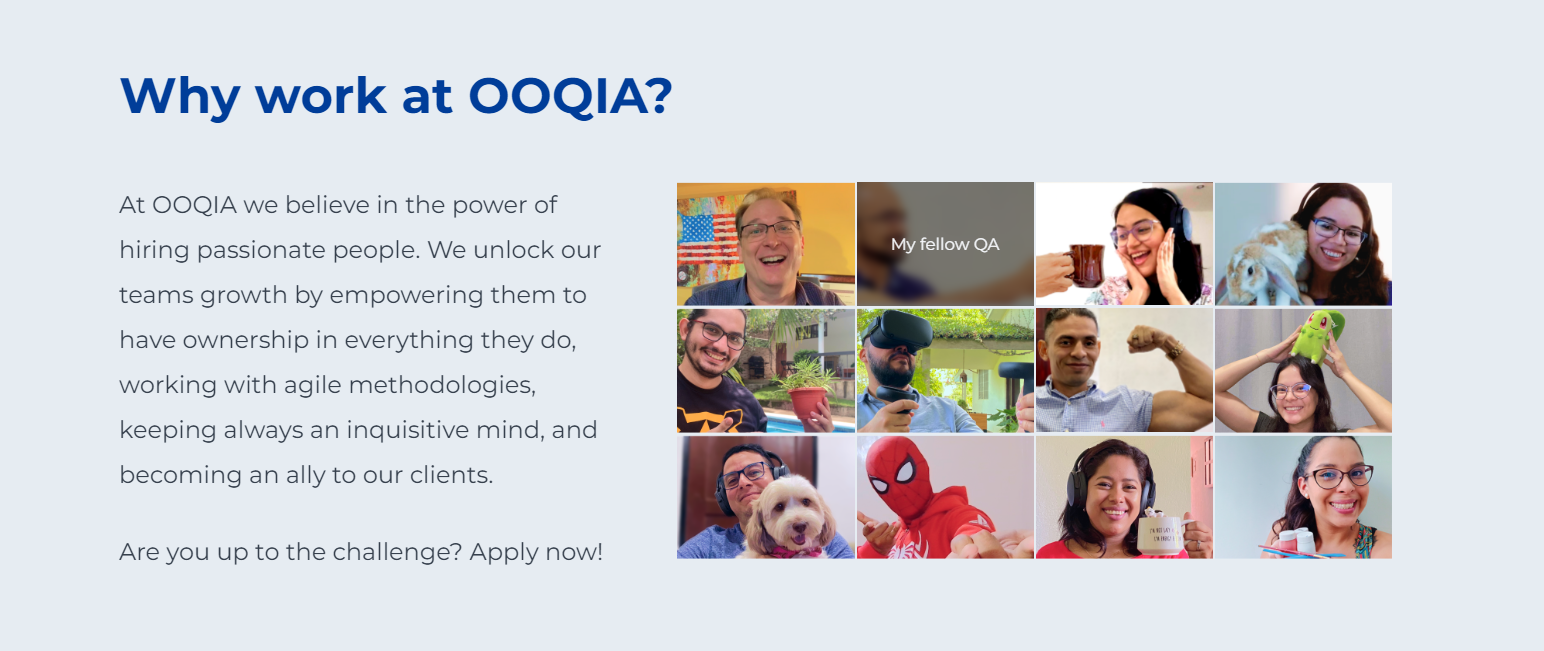 Why work at OOQIA?
At OOQIA we believe in the power of
hiring passionate people. We unlock our
teams growth by empowering them to
have ownership in everything they do,
working with agile methodologies,
keeping always an inquisitive mind, and
becoming an ally to our clients.
Are you up to the challenge? Apply now!
My fellow QA